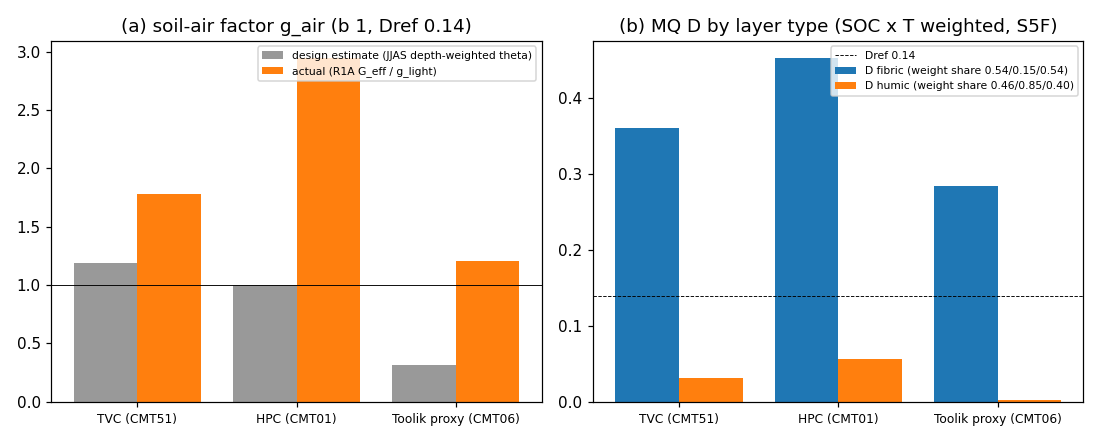 (a) soil-air factor g_air (b 1, Dref 0.14)
design estimate (JJAS depth-weighted theta)
actual (R1A G_eff / g_light)
3.0
2.5
2.0
1.5
1.0
0.5
0.0
TVC (CMT51)
HPC (CMT01)
Toolik proxy (CMT06)
(b) MQ D by layer type (SOC x T weighted, S5F)
Dref 0.14
D fibric (weight share 0.54/0.15/0.54)
D humic (weight share 0.46/0.85/0.40)
0.4
0.3
0.2
0.1
0.0
TVC (CMT51)
HPC (CMT01)
Toolik proxy (CMT06)